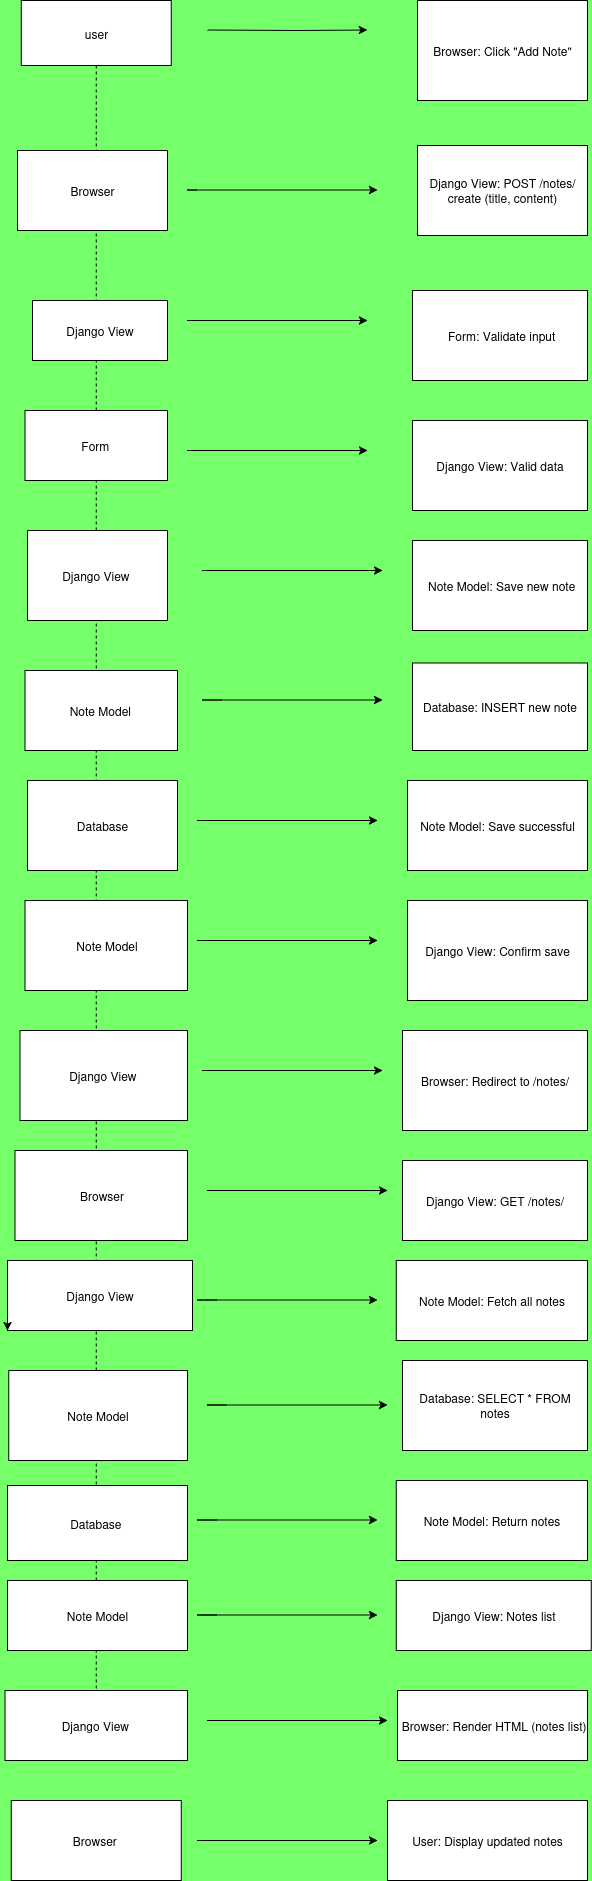 user
Browser: Click "Add Note"
Browser
Django View: POST /notes/
create (title, content)
Django View
Form: Validate input
Form
Django View: Valid data
Django View
Note Model: Save new note
Note Model
Database: INSERT new note
Database
Note Model: Save successful
Note Model
Django View: Confirm save
Django View
Browser: Redirect to /notes/
Browser
Django View: GET /notes/
Django View
Note Model: Fetch all notes
Note Model
Database: SELECT * FROM
notes
Database
Note Model: Return notes
Note Model
Django View: Notes list
Django View
Browser: Render HTML (notes list)
Browser
User: Display updated notes